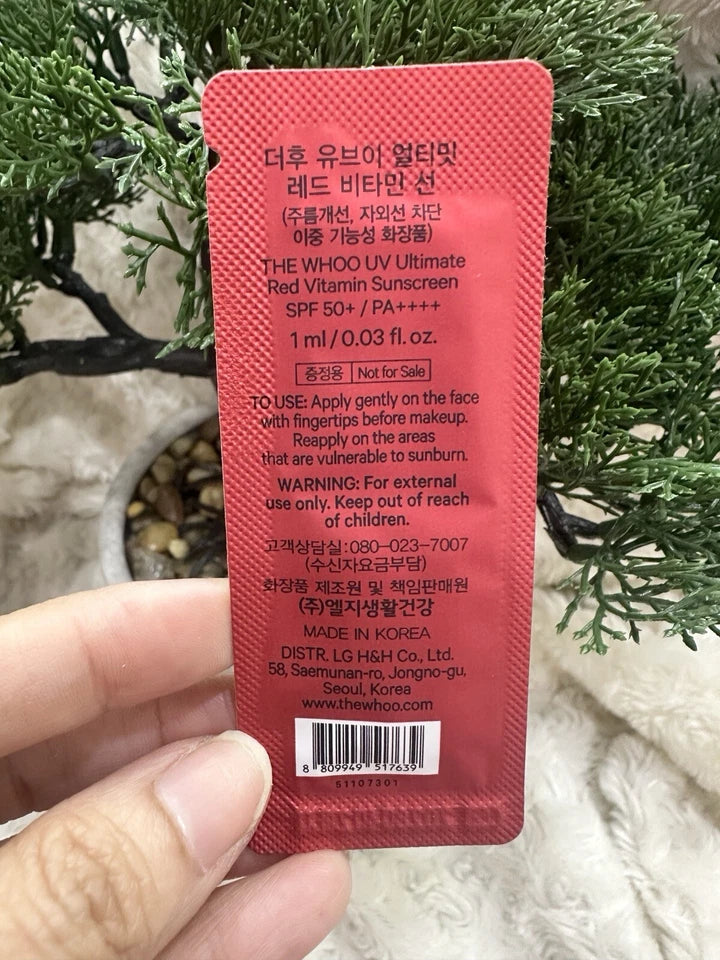 더후 유브이 얼티밋
레드 비타민 선
(주름개선, 자외선 차단
이중 기능성 화장품)
THE WHOO UV Ultimate
Red Vitamin Sunscreen
SPF 50+ / PA++++
1 ml / 0.03 fl. oz.
증정용 Not for Sale
TO USE: Apply gently on the face
with fingertips before makeup.
Reapply on the areas
that are vulnerable to sunburn.
WARNING: For external
use only. Keep out of reach
of children.
고객상담실:080-023-7007
(수신자요금부담)
화장품 제조원 및 책임판매원
(주)엘지생활건강
MADE IN KOREA
DISTR. LG H&H Co., Ltd.
58, Saemunan-ro, Jongno-gu,
Seoul, Korea
www.thewhoo.com
8 809949 517639
51107301